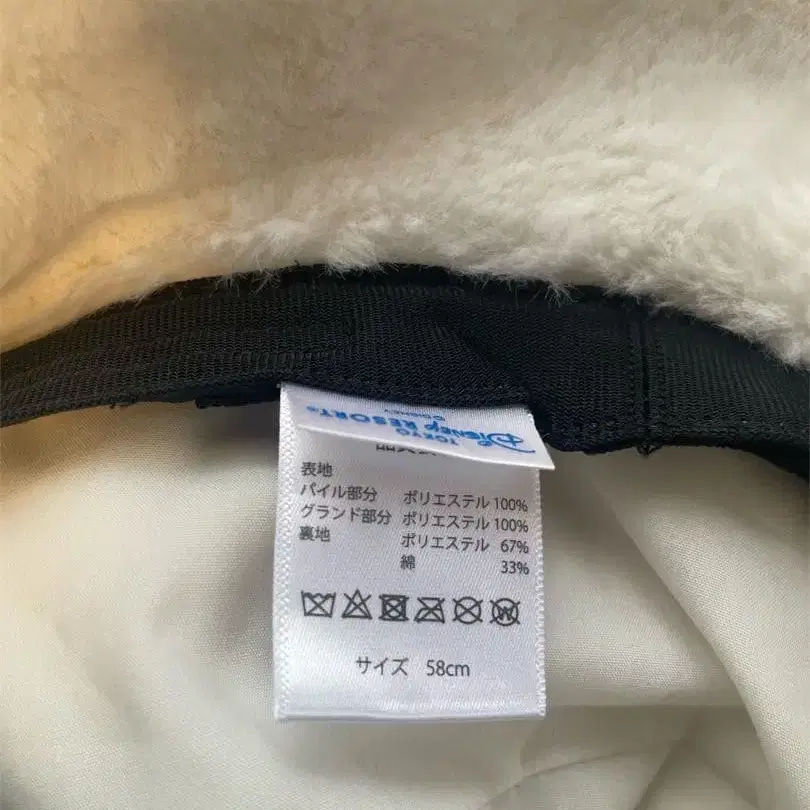 TOKYO
Disney RESORT
© DISNEY
表地
パイル部分 ポリエステル 100%
グランド部分 ポリエステル 100%
裏地 ポリエステル 67%
綿 33%
サイズ 58cm